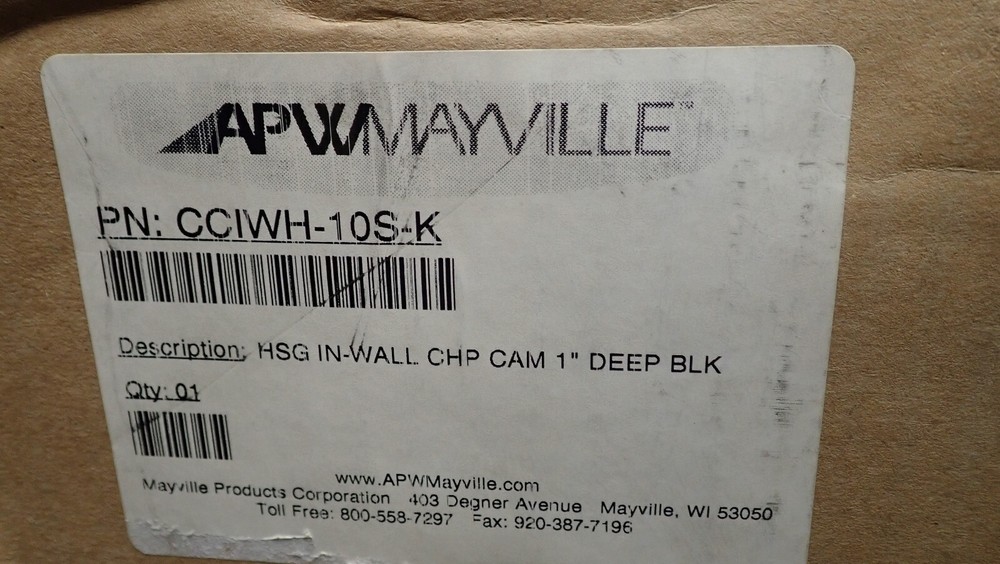 APWMAYVILLE™
PN: CCIWH-10S-K
Description: HSG IN-WALL CHP CAM 1" DEEP BLK
Qty: 01
www.APWMayville.com
Mayville Products Corporation 403 Degner Avenue Mayville, WI 53050
Toll Free: 800-558-7297 Fax: 920-387-7196